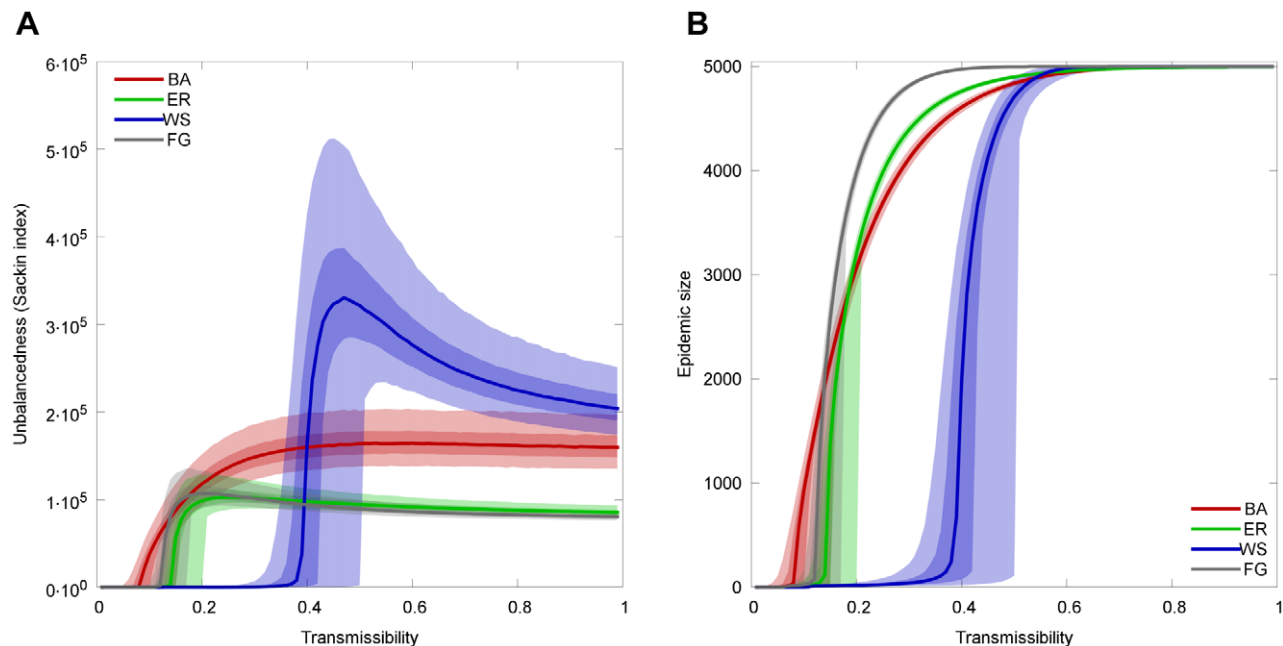 A
6·10⁵
5·10⁵
4·10⁵
3·10⁵
2·10⁵
1·10⁵
0·10⁰
Unbalancedness (Sackin index)
BA
ER
WS
FG
0 0.2 0.4 0.6 0.8 1
Transmissibility
B
5000
4000
3000
2000
1000
0
Epidemic size
BA
ER
WS
FG
0 0.2 0.4 0.6 0.8 1
Transmissibility